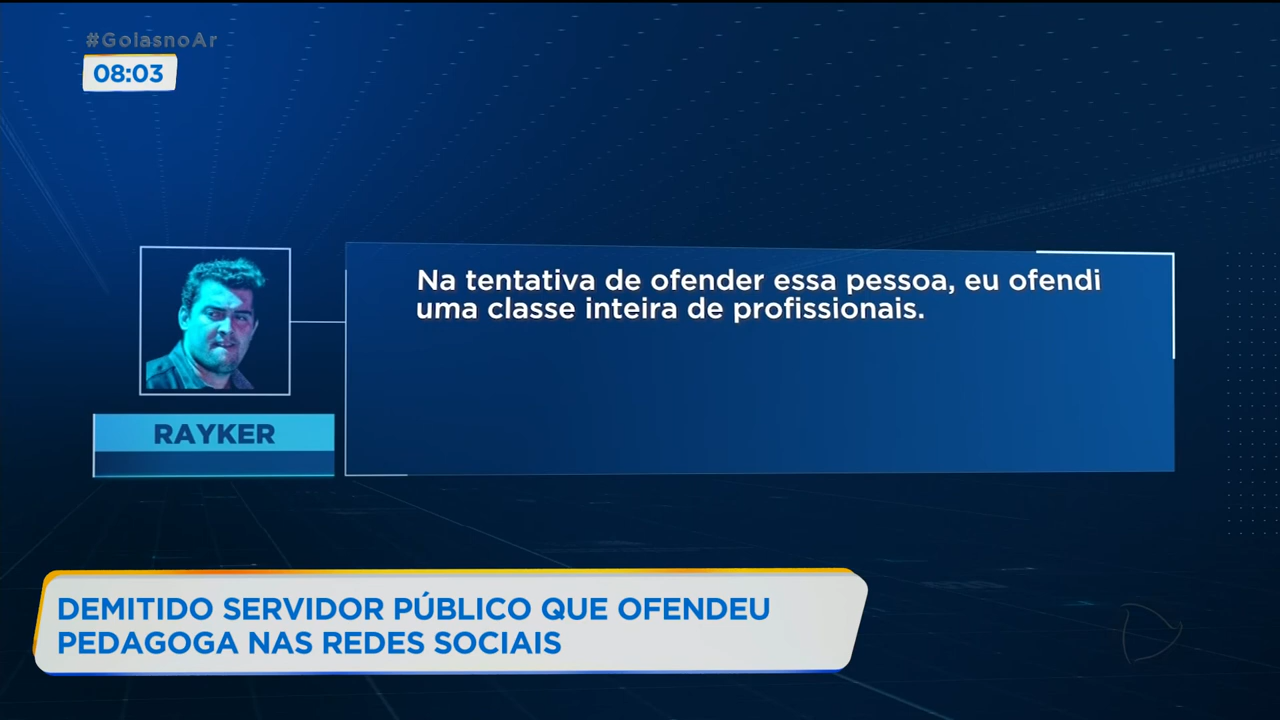 #GoiasnoAr
08:03
Na tentativa de ofender essa pessoa, eu ofendi
uma classe inteira de profissionais.
RAYKER
DEMITIDO SERVIDOR PÚBLICO QUE OFENDEU
PEDAGOGA NAS REDES SOCIAIS